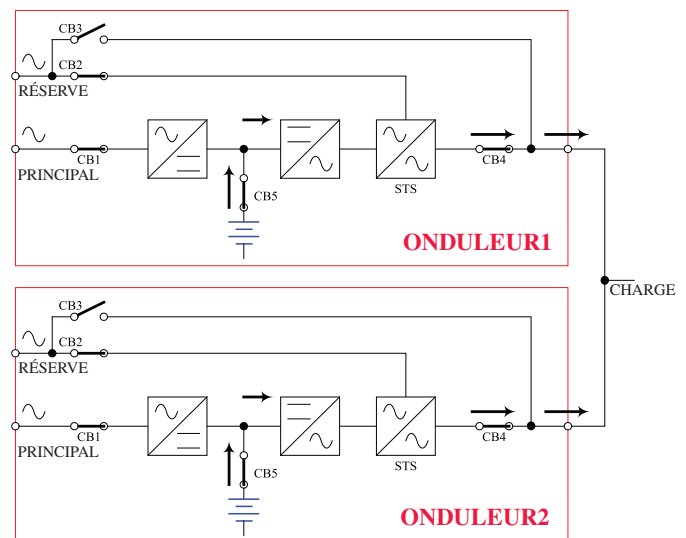 CB3
CB2
RÉSERVE
CB1
PRINCIPAL
CB5
STS
CB4
ONDULEUR1
CHARGE
CB3
CB2
RÉSERVE
CB1
PRINCIPAL
CB5
STS
CB4
ONDULEUR2